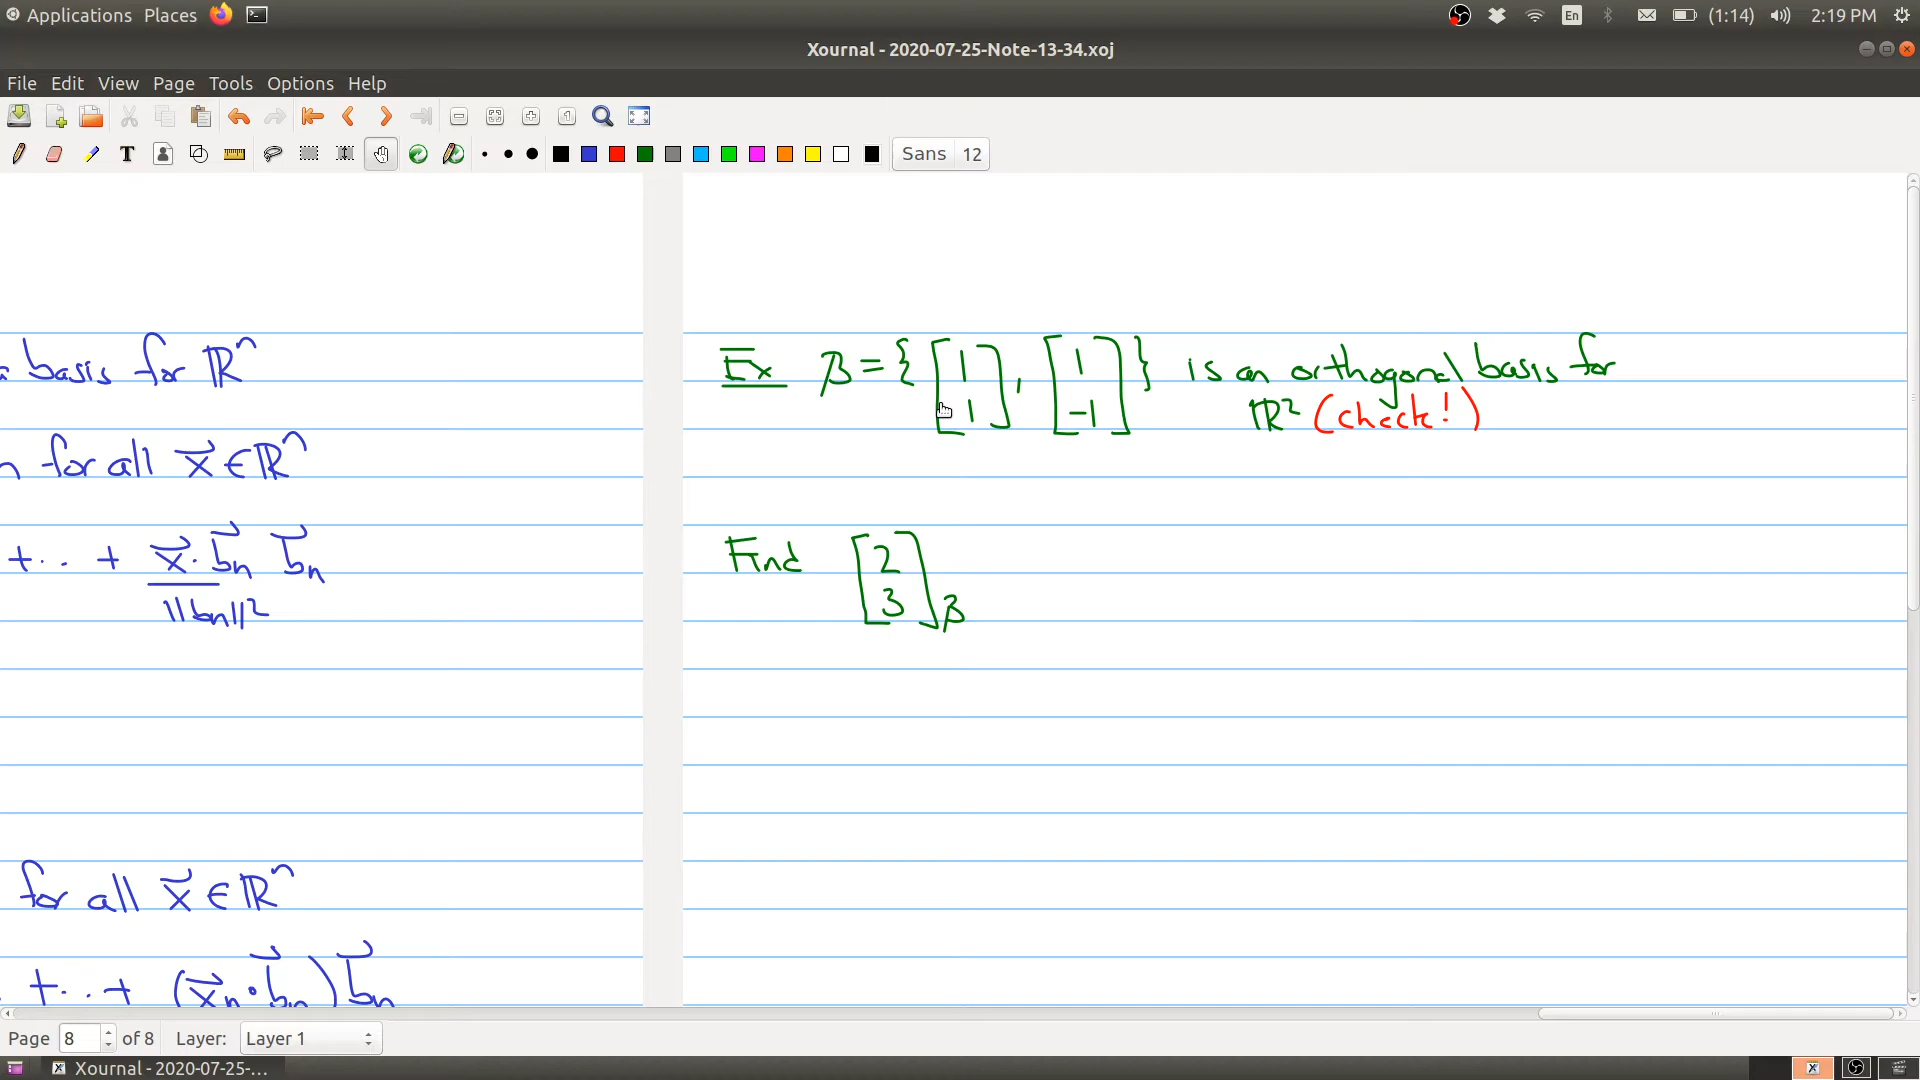 Applications Places En (1:14) 2:19 PM
Xournal - 2020-07-25-Note-13-34.xoj
File Edit View Page Tools Options Help
T Sans 12
basis for ℝⁿ
n for all x⃗ ∈ ℝⁿ
+ ... + x⃗ · b⃗n b⃗n
||bn||²
for all x⃗ ∈ ℝⁿ
+ ... + (x⃗n · b⃗n) b⃗n
Ex β = { [1 1], [1 -1] } is an orthogonal basis for
ℝ² (check!)
Find [2 3]β
Page 8 of 8 Layer: Layer 1
Xournal - 2020-07-25-...